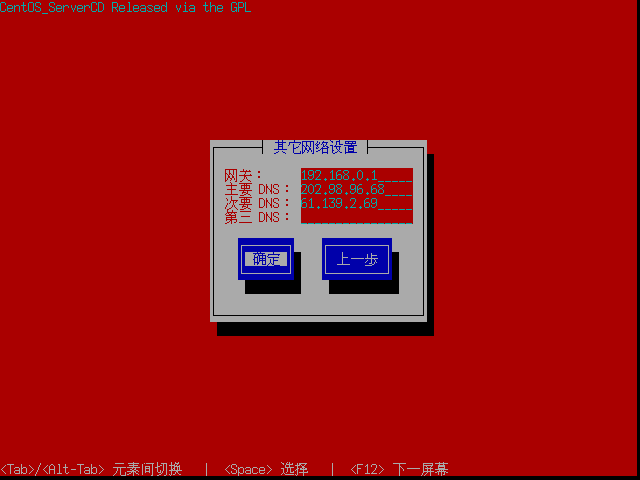 CentOS_ServerCD Released via the GPL
其它网络设置
网关： 192.168.0.1_____
主要 DNS： 202.98.96.68____
次要 DNS： 61.139.2.69_____
第三 DNS： ________________
确定 上一步
<Tab>/<Alt-Tab> 元素间切换 | <Space> 选择 | <F12> 下一屏幕